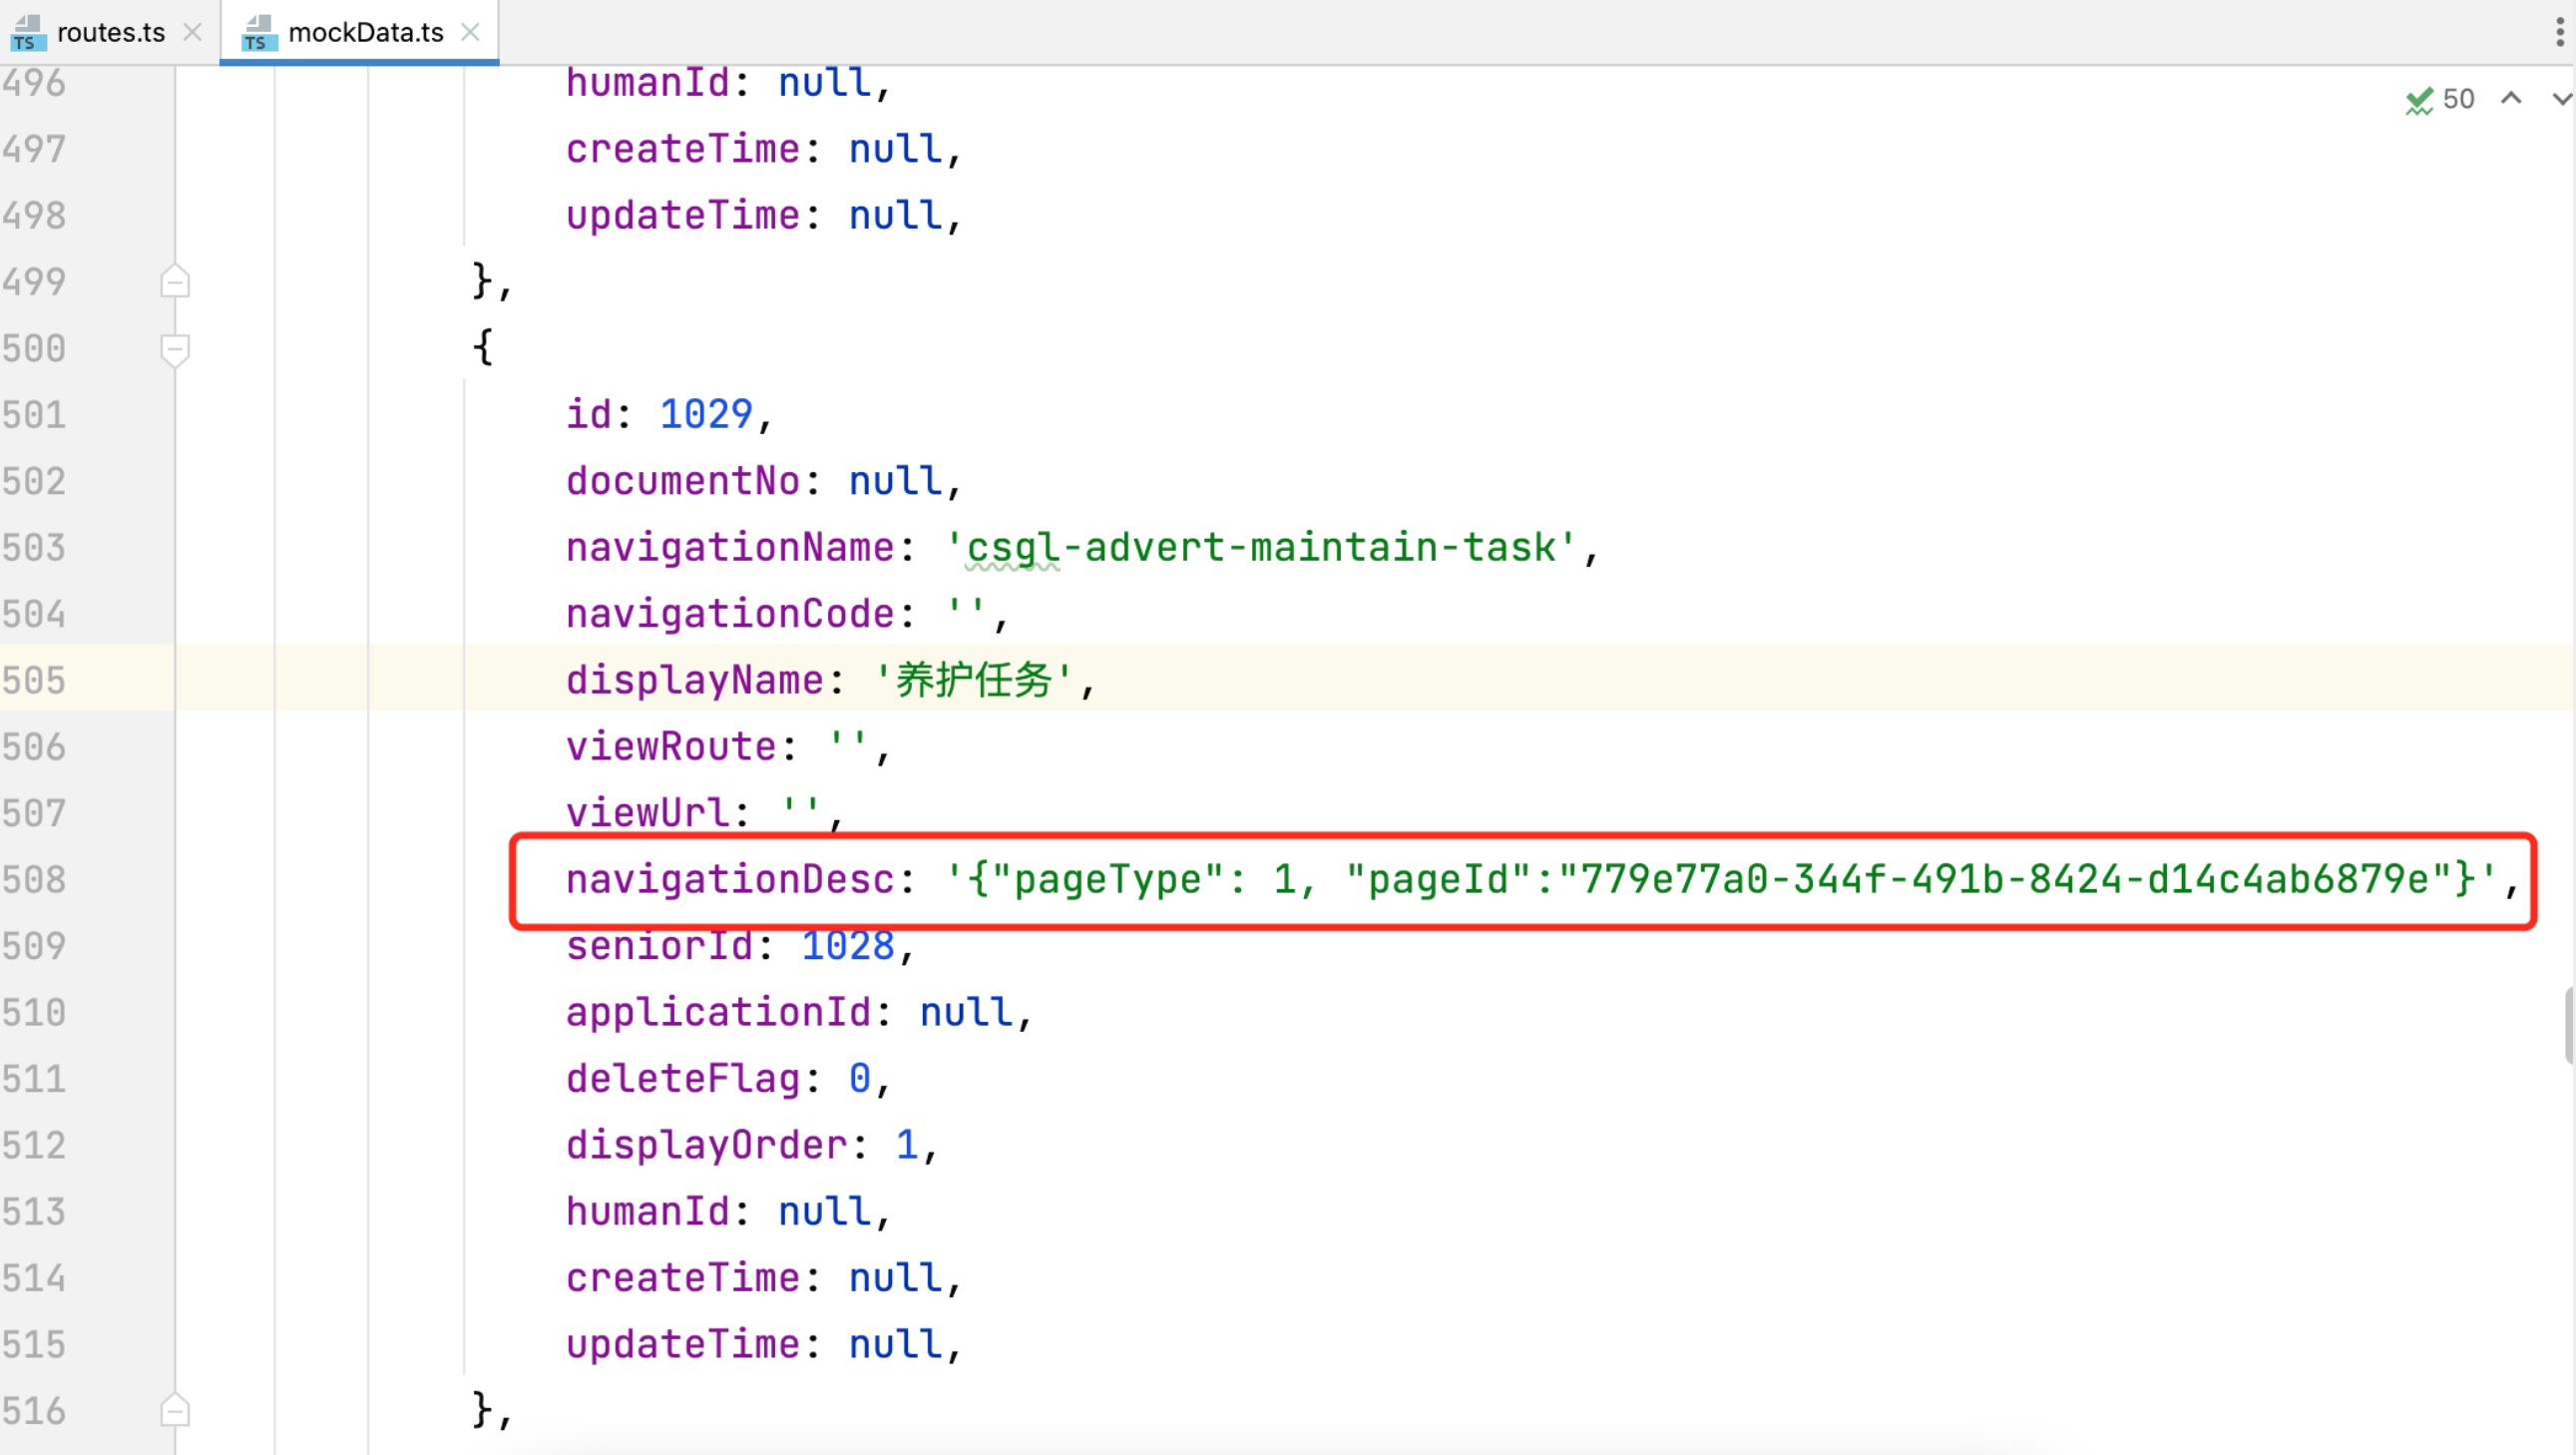 TS routes.ts
TS mockData.ts
50
496 humanId: null,
497 createTime: null,
498 updateTime: null,
499 },
500 {
501 id: 1029,
502 documentNo: null,
503 navigationName: 'csgl-advert-maintain-task',
504 navigationCode: '',
505 displayName: '养护任务',
506 viewRoute: '',
507 viewUrl: '',
508 navigationDesc: '{"pageType": 1, "pageId":"779e77a0-344f-491b-8424-d14c4ab6879e"}',
509 seniorId: 1028,
510 applicationId: null,
511 deleteFlag: 0,
512 displayOrder: 1,
513 humanId: null,
514 createTime: null,
515 updateTime: null,
516 },